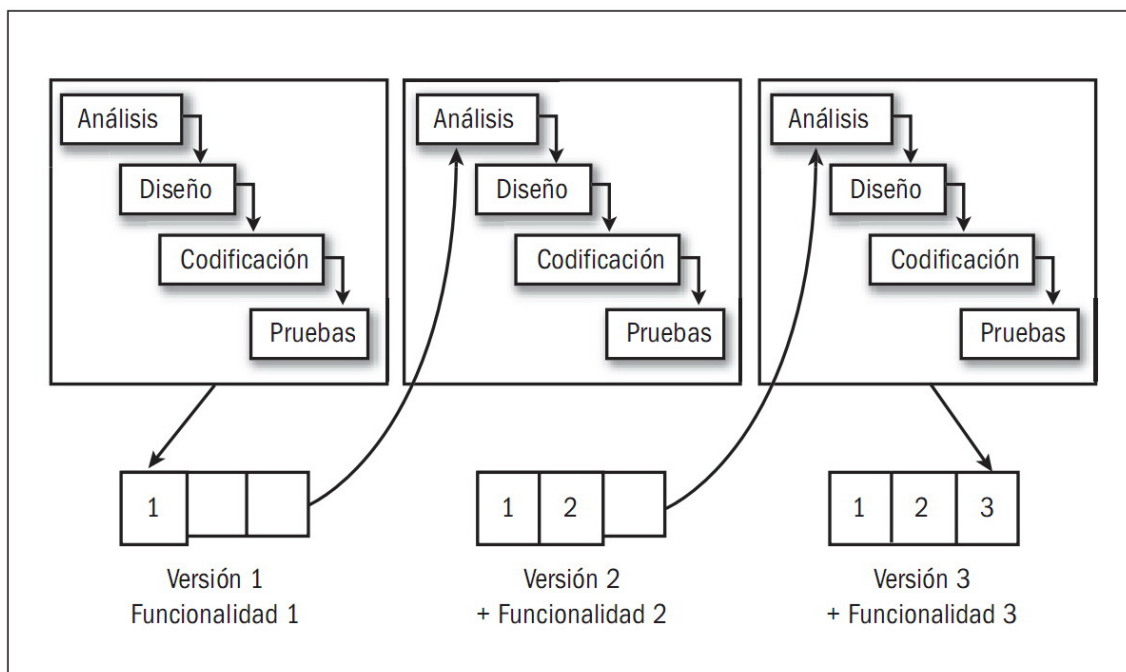 Análisis
Diseño
Codificación
Pruebas
Análisis
Diseño
Codificación
Pruebas
Análisis
Diseño
Codificación
Pruebas
1
1 2
1 2 3
Versión 1
Funcionalidad 1
Versión 2
+ Funcionalidad 2
Versión 3
+ Funcionalidad 3